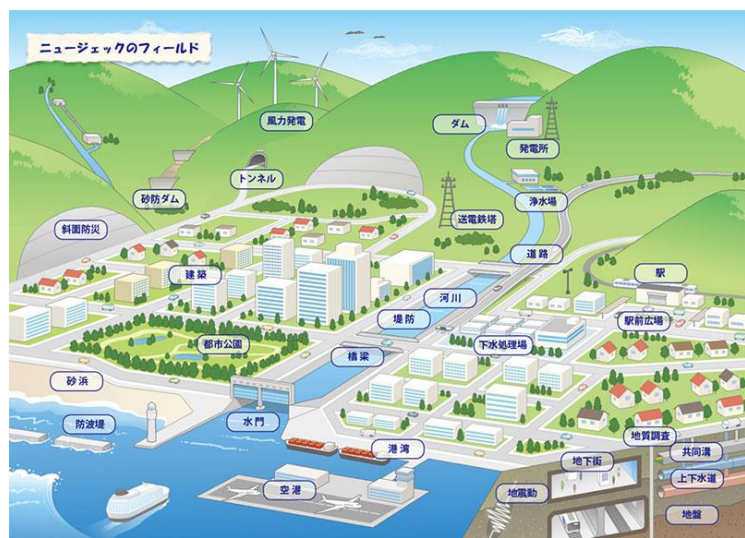 ニュージェックのフィールド
風力発電
ダム
発電所
トンネル
砂防ダム
浄水場
送電鉄塔
斜面防災
道路
建築
駅
河川
堤防
駅前広場
都市公園
下水処理場
橋梁
砂浜
防波堤
水門
港湾
地質調査
共同溝
地下街
上下水道
空港
地震動
地盤